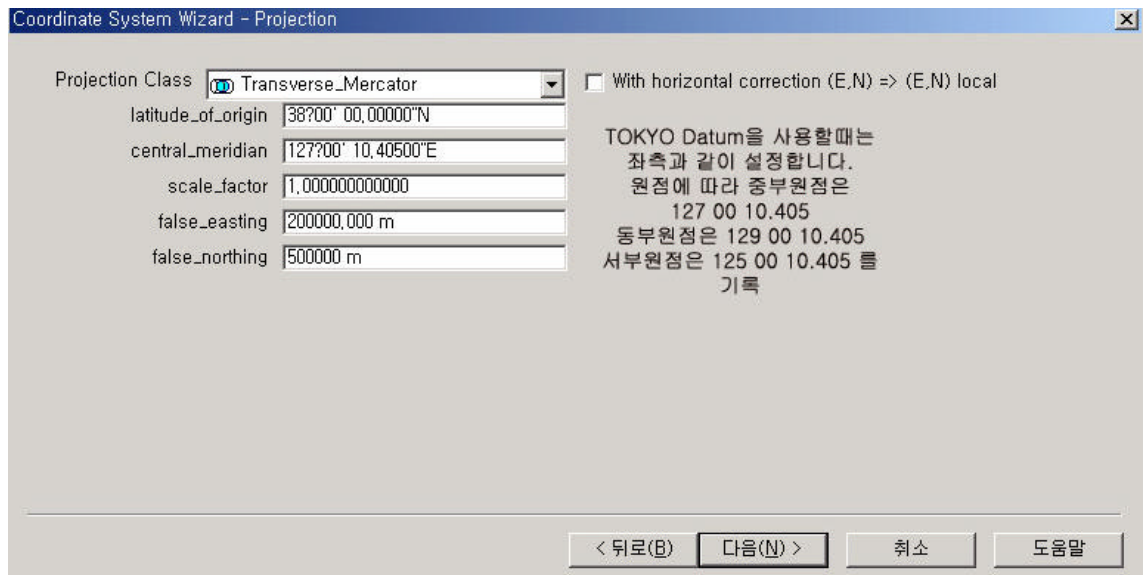 Coordinate System Wizard - Projection
Projection Class Transverse_Mercator
With horizontal correction (E,N) => (E,N) local
latitude_of_origin 38?00' 00,00000"N
central_meridian 127?00' 10,40500"E
scale_factor 1,000000000000
false_easting 200000,000 m
false_northing 500000 m
TOKYO Datum을 사용할때는
좌측과 같이 설정합니다.
원점에 따라 중부원점은
127 00 10.405
동부원점은 129 00 10.405
서부원점은 125 00 10.405 를
기록
< 뒤로(B) 다음(N) > 취소 도움말